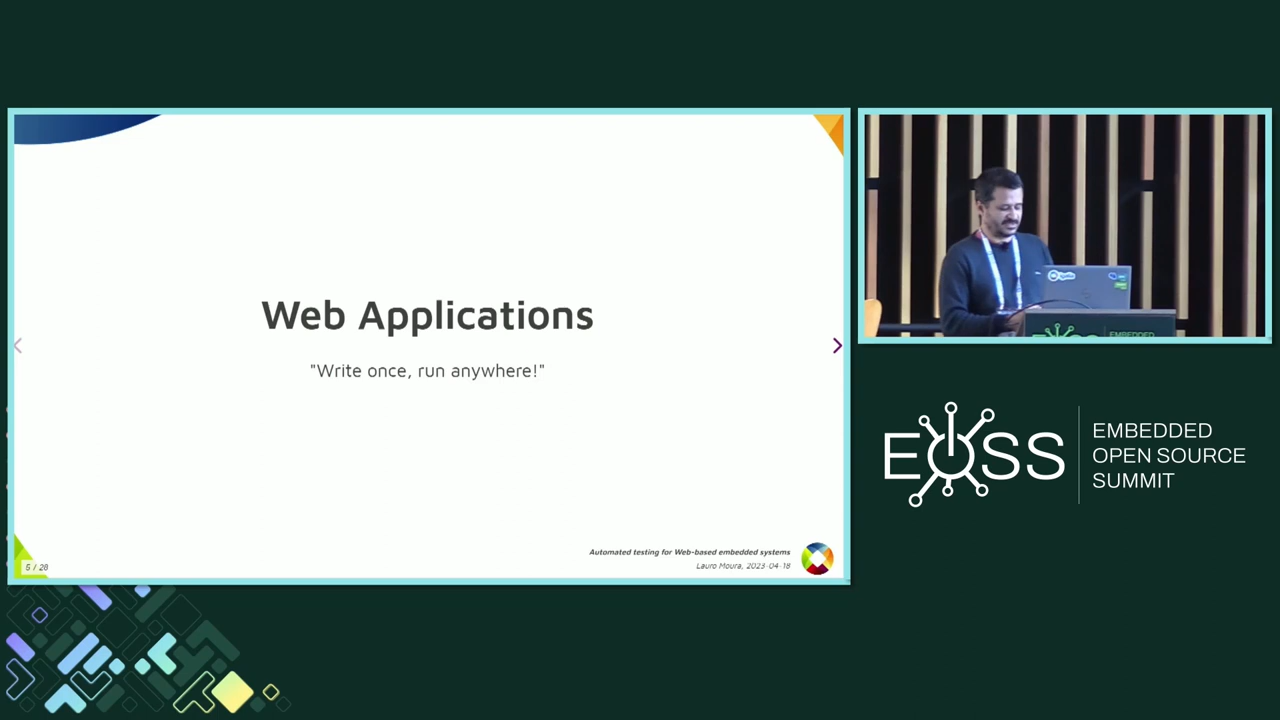 Web Applications
"Write once, run anywhere!"
Automated testing for Web-based embedded systems
Lauro Moura, 2023-04-18
5 / 28
EMBEDDED
EOSS
EMBEDDED
OPEN SOURCE
SUMMIT